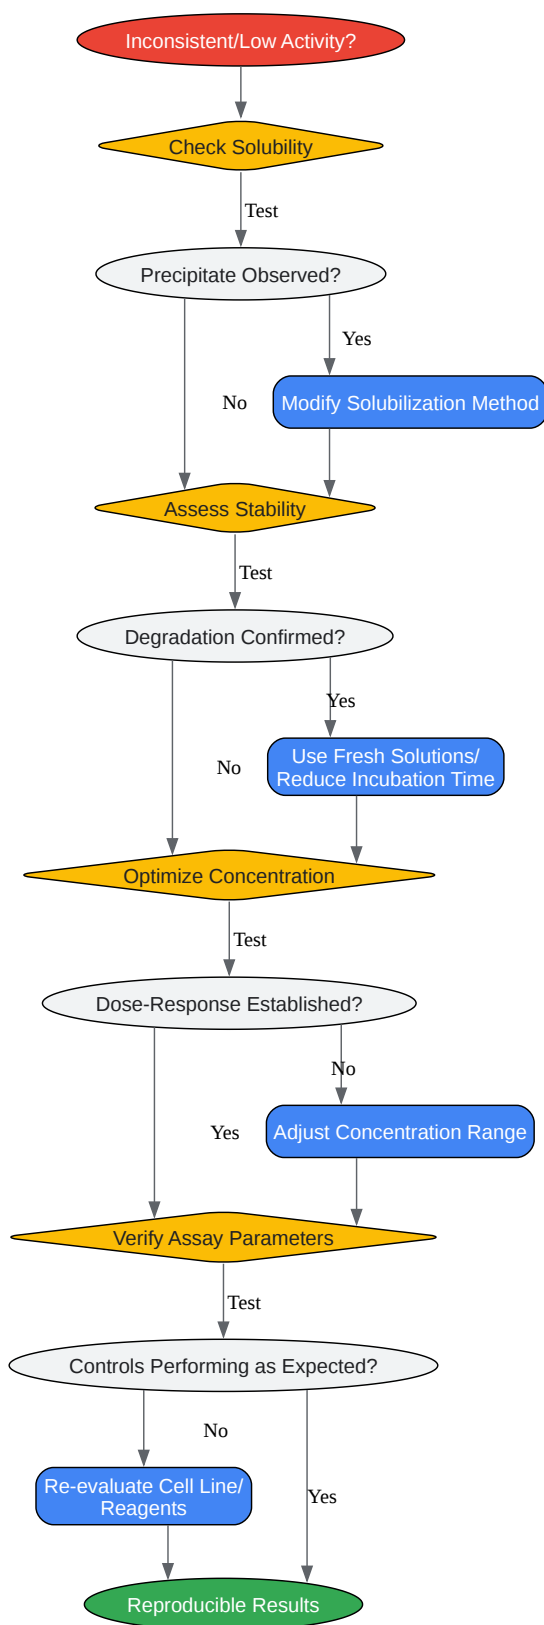 Inconsistent/Low Activity?
Check Solubility
Test
Precipitate Observed?
Yes
No
Modify Solubilization Method
Assess Stability
Test
Degradation Confirmed?
Yes
No
Use Fresh Solutions/
Reduce Incubation Time
Optimize Concentration
Test
Dose-Response Established?
No
Yes
Adjust Concentration Range
Verify Assay Parameters
Test
Controls Performing as Expected?
No
Re-evaluate Cell Line/
Reagents
Yes
Reproducible Results